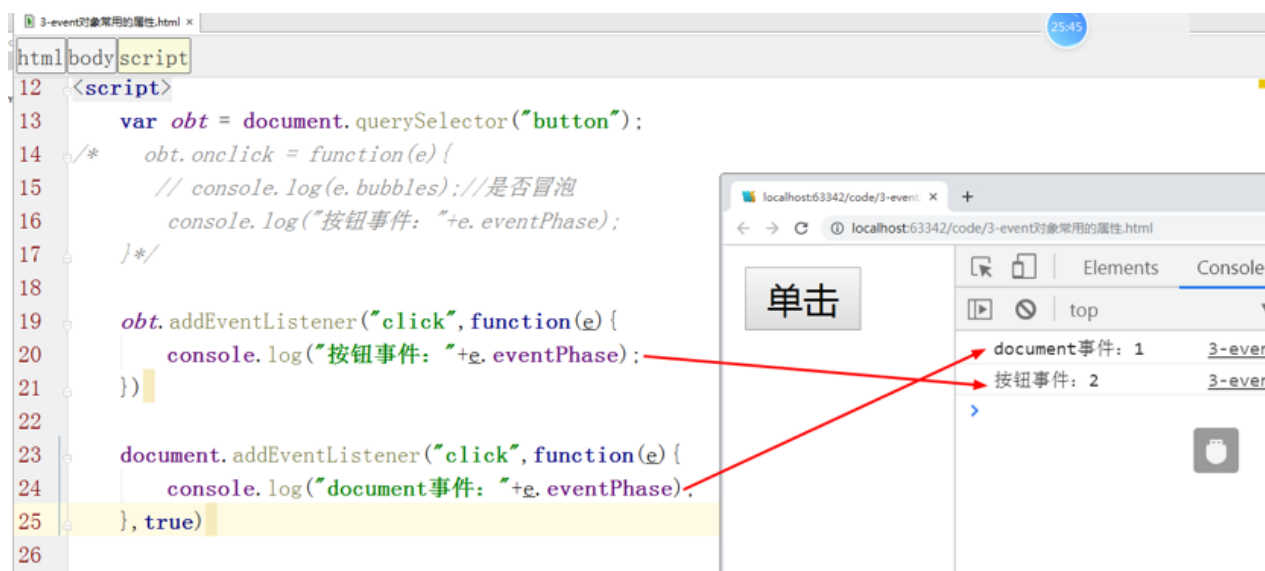 3-event对象常用的属性.html ×
25:45
html body script
12 <script>
13 var obt = document.querySelector("button");
14 /* obt.onclick = function(e){
15 // console.log(e.bubbles);//是否冒泡
16 console.log("按钮事件: "+e.eventPhase);
17 }*/
18
19 obt.addEventListener("click",function(e){
20 console.log("按钮事件: "+e.eventPhase);
21 })
22
23 document.addEventListener("click",function(e){
24 console.log("document事件: "+e.eventPhase);
25 },true)
26
localhost:63342/code/3-event × +
localhost:63342/code/3-event对象常用的属性.html
单击
Elements Console
top
document事件: 1 3-ever
按钮事件: 2 3-ever
>